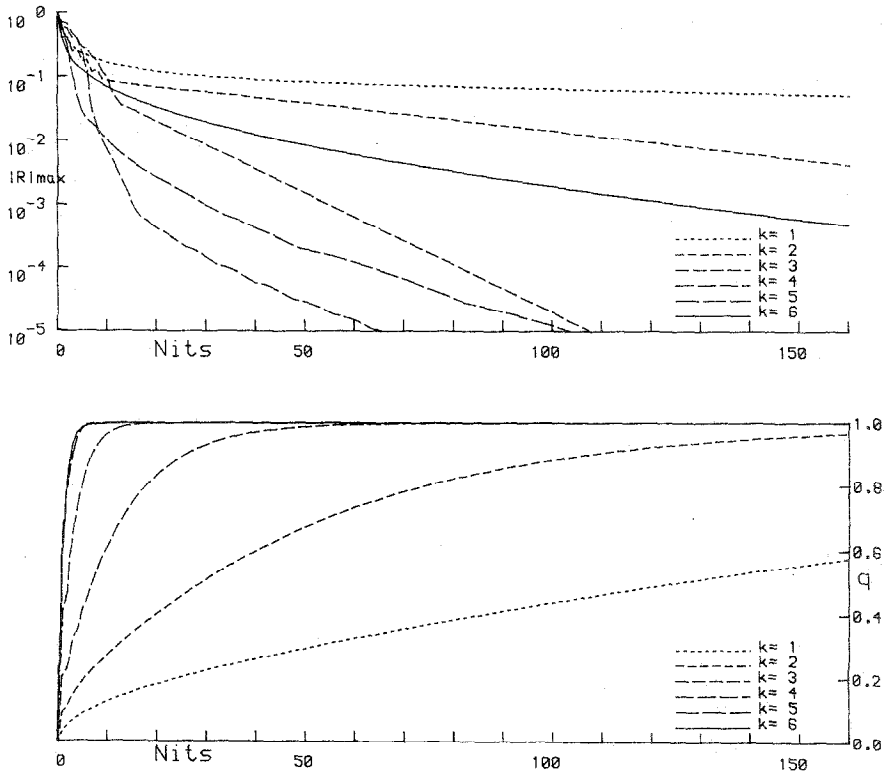 10⁰
10⁻¹
10⁻²
|R|max
10⁻³
10⁻⁴
10⁻⁵
k= 1
k= 2
k= 3
k= 4
k= 5
k= 6
0 Nits 50 100 150
1.0
0.8
0.6
q
0.4
0.2
0.0
k= 1
k= 2
k= 3
k= 4
k= 5
k= 6
0 Nits 50 100 150